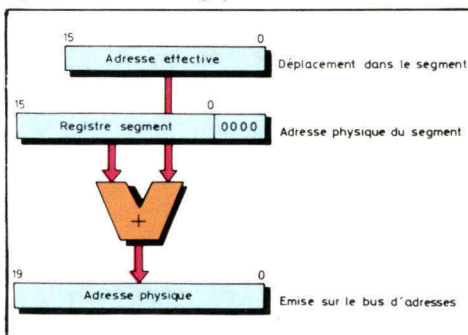 15 0
Adresse effective
Déplacement dans le segment
15 0
Registre segment 0000
Adresse physique du segment
+
19 0
Adresse physique
Emise sur le bus d'adresses